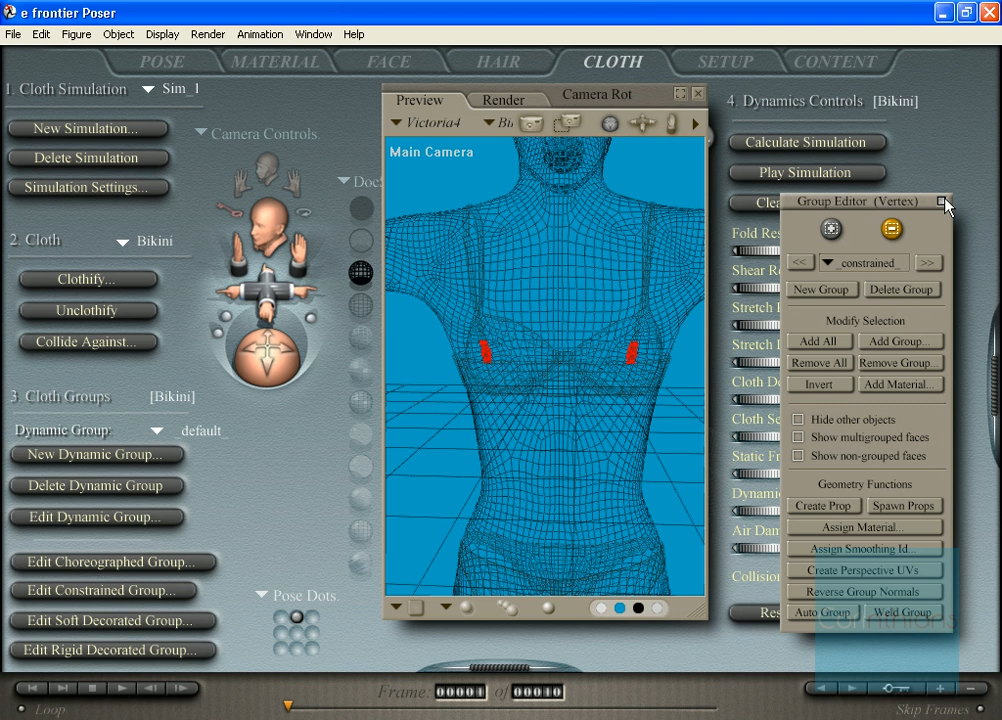 e frontier Poser
File Edit Figure Object Display Render Animation Window Help
POSE MATERIAL FACE HAIR CLOTH SETUP CONTENT
1. Cloth Simulation Sim_1
New Simulation...
Delete Simulation
Simulation Settings...
2. Cloth Bikini
Clothify...
Unclothify
Collide Against...
3. Cloth Groups [Bikini]
Dynamic Group: default_
New Dynamic Group...
Delete Dynamic Group
Edit Dynamic Group...
Edit Choreographed Group...
Edit Constrained Group...
Edit Soft Decorated Group...
Edit Rigid Decorated Group...
Camera Controls.
Pose Dots.
Preview Render Camera Rot
Victoria4
Main Camera
4. Dynamics Controls [Bikini]
Calculate Simulation
Play Simulation
Group Editor (Vertex)
<< _constrained_ >>
New Group Delete Group
Modify Selection
Add All Add Group...
Remove All Remove Group...
Invert Add Material...
Hide other objects
Show multigrouped faces
Show non-grouped faces
Geometry Functions
Create Prop Spawn Props
Assign Material...
Assign Smoothing Id...
Create Perspective UVs
Reverse Group Normals
Auto Group Weld Group
Fold Res
Shear R
Stretch
Stretch
Cloth D
Cloth Se
Static Fr
Dynamic
Air Dam
Collision
Res
Frame: 00001 of 00010
Loop
Skip Frames